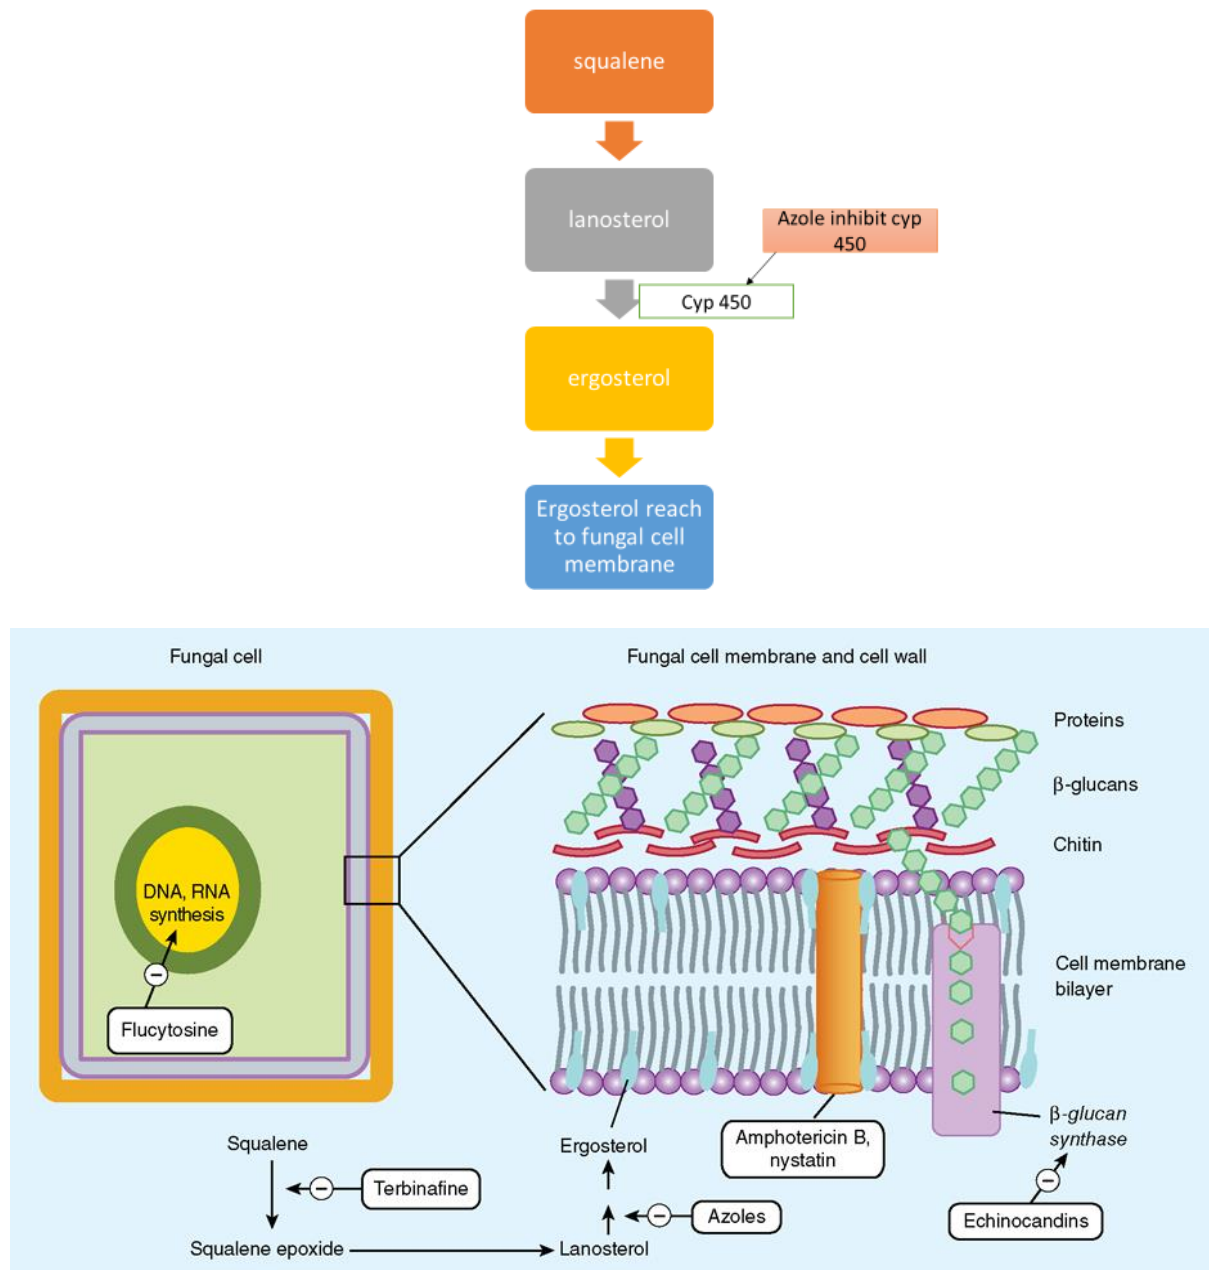 squalene
lanosterol
Azole inhibit cyp
450
Cyp 450
ergosterol
Ergosterol reach
to fungal cell
membrane
Fungal cell
Fungal cell membrane and cell wall
Proteins
β-glucans
Chitin
DNA, RNA
synthesis
Flucytosine
Cell membrane
bilayer
Squalene
Terbinafine
Squalene epoxide
Ergosterol
Azoles
Lanosterol
Amphotericin B,
nystatin
β-glucan
synthase
Echinocandins